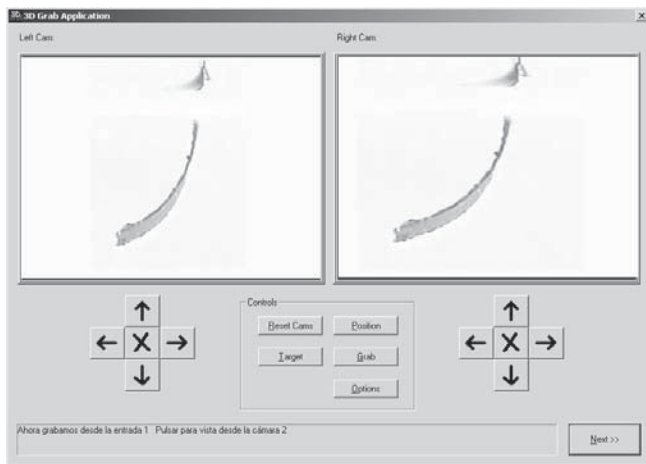 3D Grab Application
Left Cam:
Right Cam:
Controls
Reset Cams
Position
Target
Grab
Options
Ahora grabamos desde la entrada 1 Pulsar para vista desde la cámara 2
Next >>